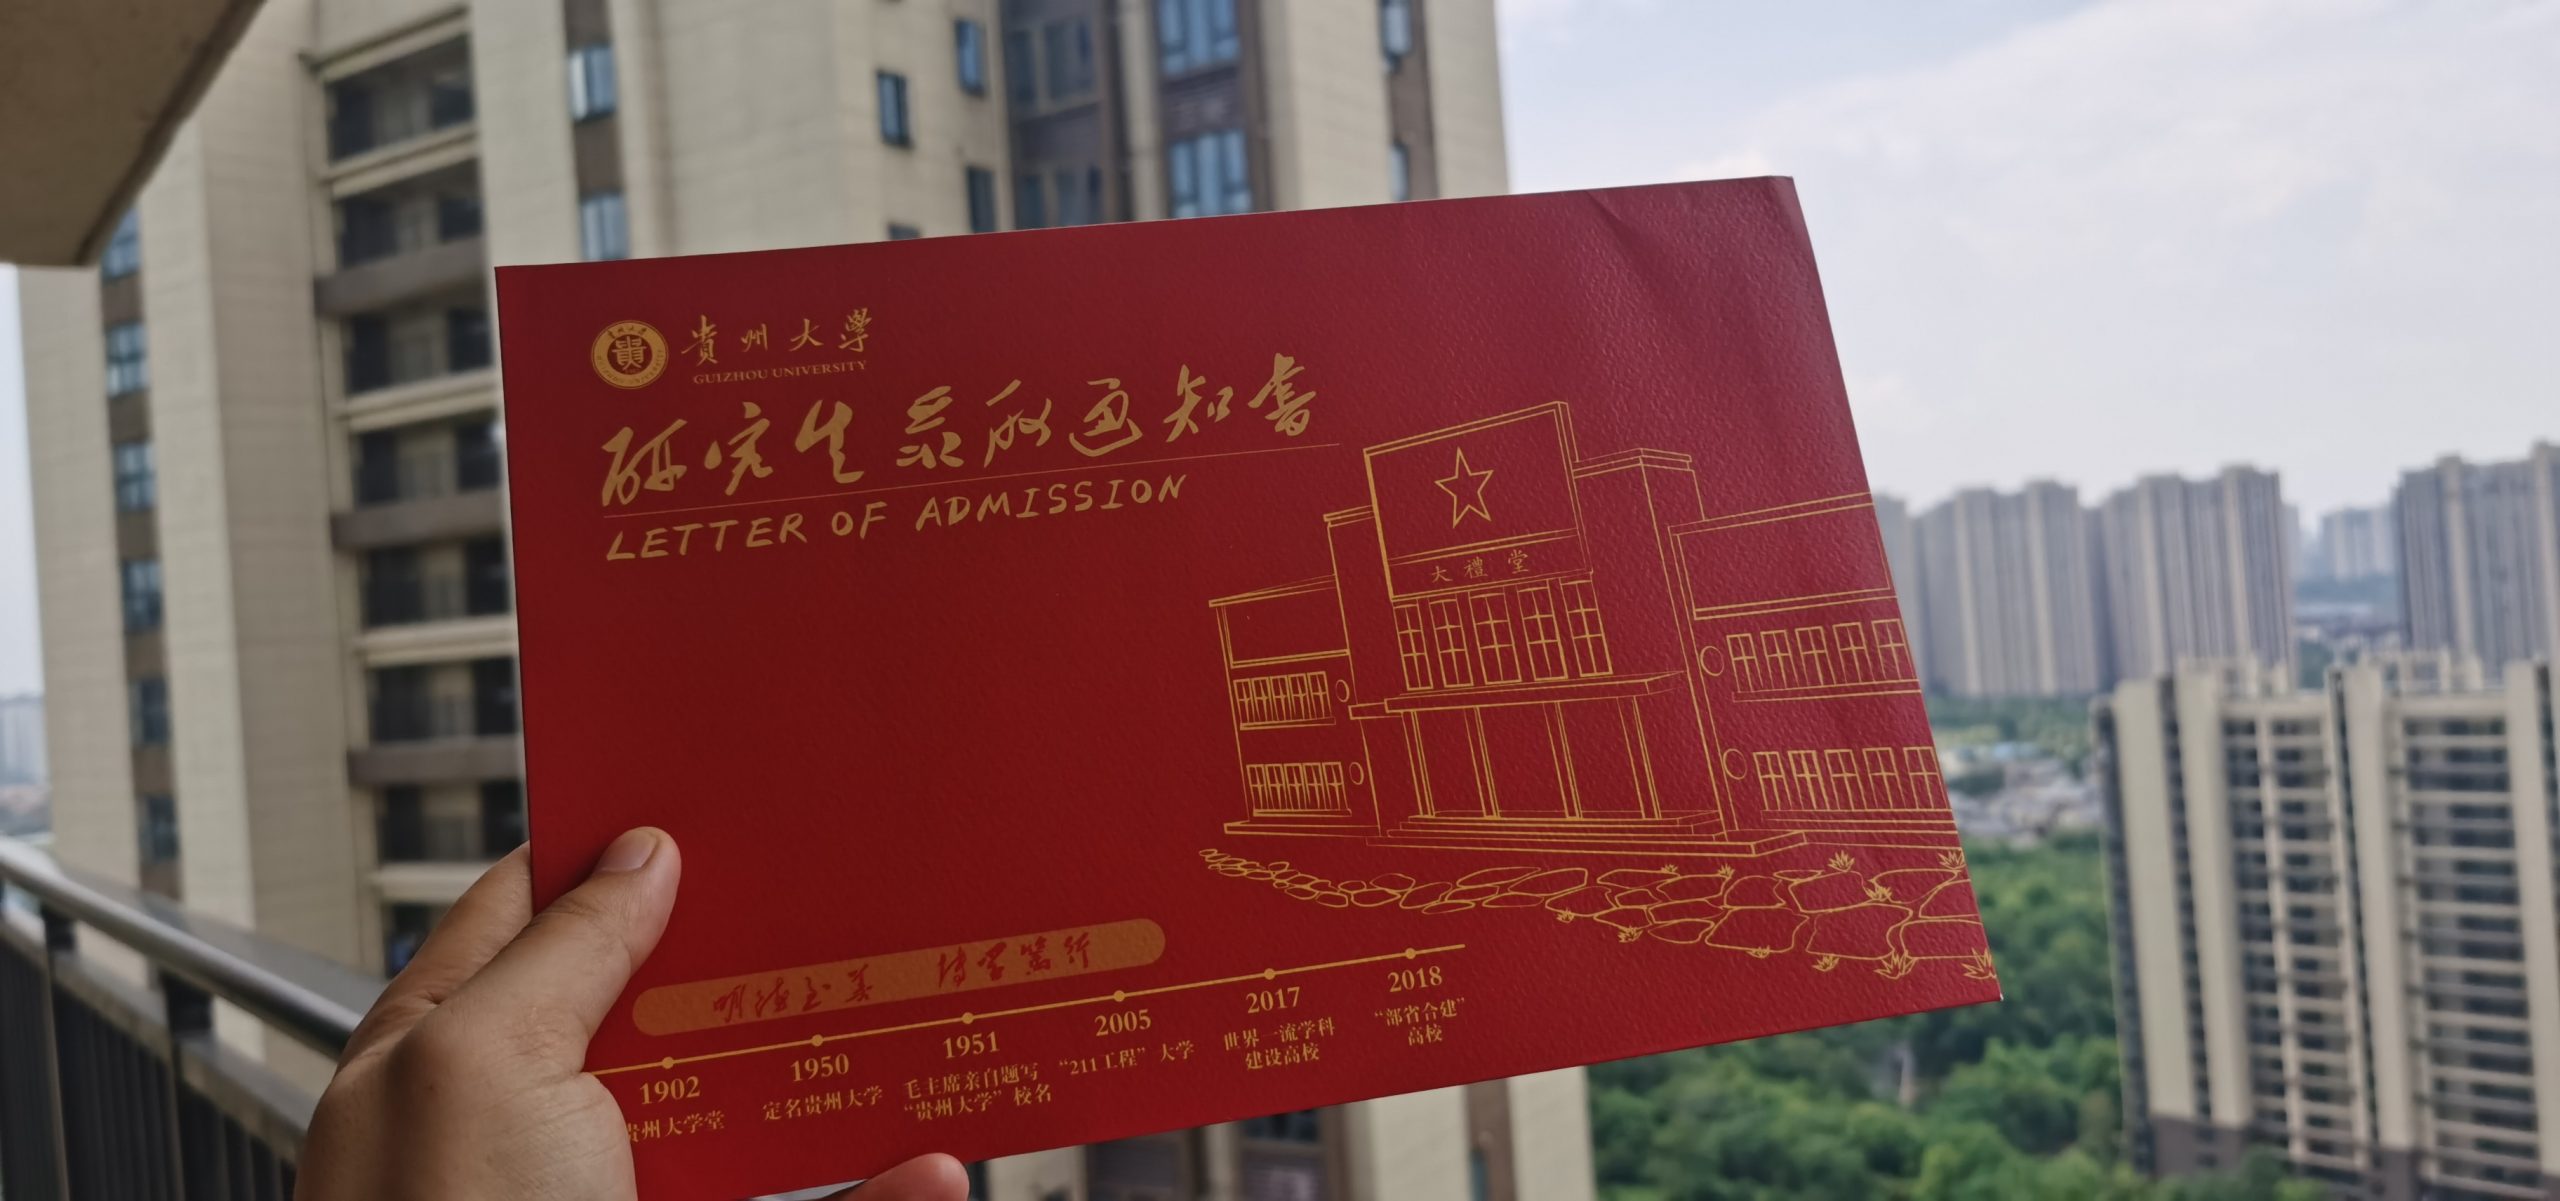 貴州大學
GUIZHOU UNIVERSITY
研究生录取通知書
LETTER OF ADMISSION
大禮堂
明德至善 博學篤行
1902
贵州大学堂
1950
定名贵州大学
1951
毛主席亲自题写
“贵州大学”校名
2005
“211工程”大学
2017
世界一流学科
建设高校
2018
“部省合建”
高校